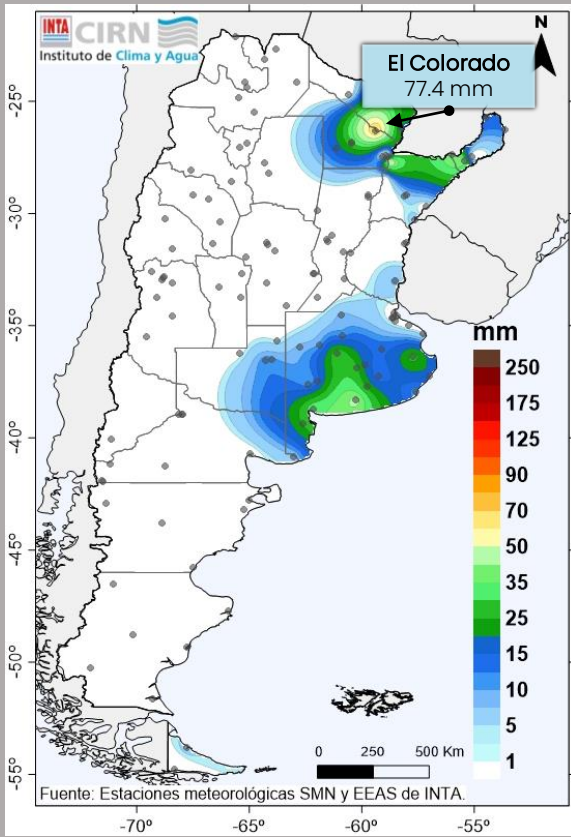 INTA
CIRN
Instituto de Clima y Agua
N
El Colorado
77.4 mm
-25°
-30°
-35°
-40°
-45°
-50°
-55°
mm
250
175
125
90
70
50
35
25
15
10
5
1
0 250 500 Km
Fuente: Estaciones meteorológicas SMN y EEAS de INTA.
-70° -65° -60° -55°